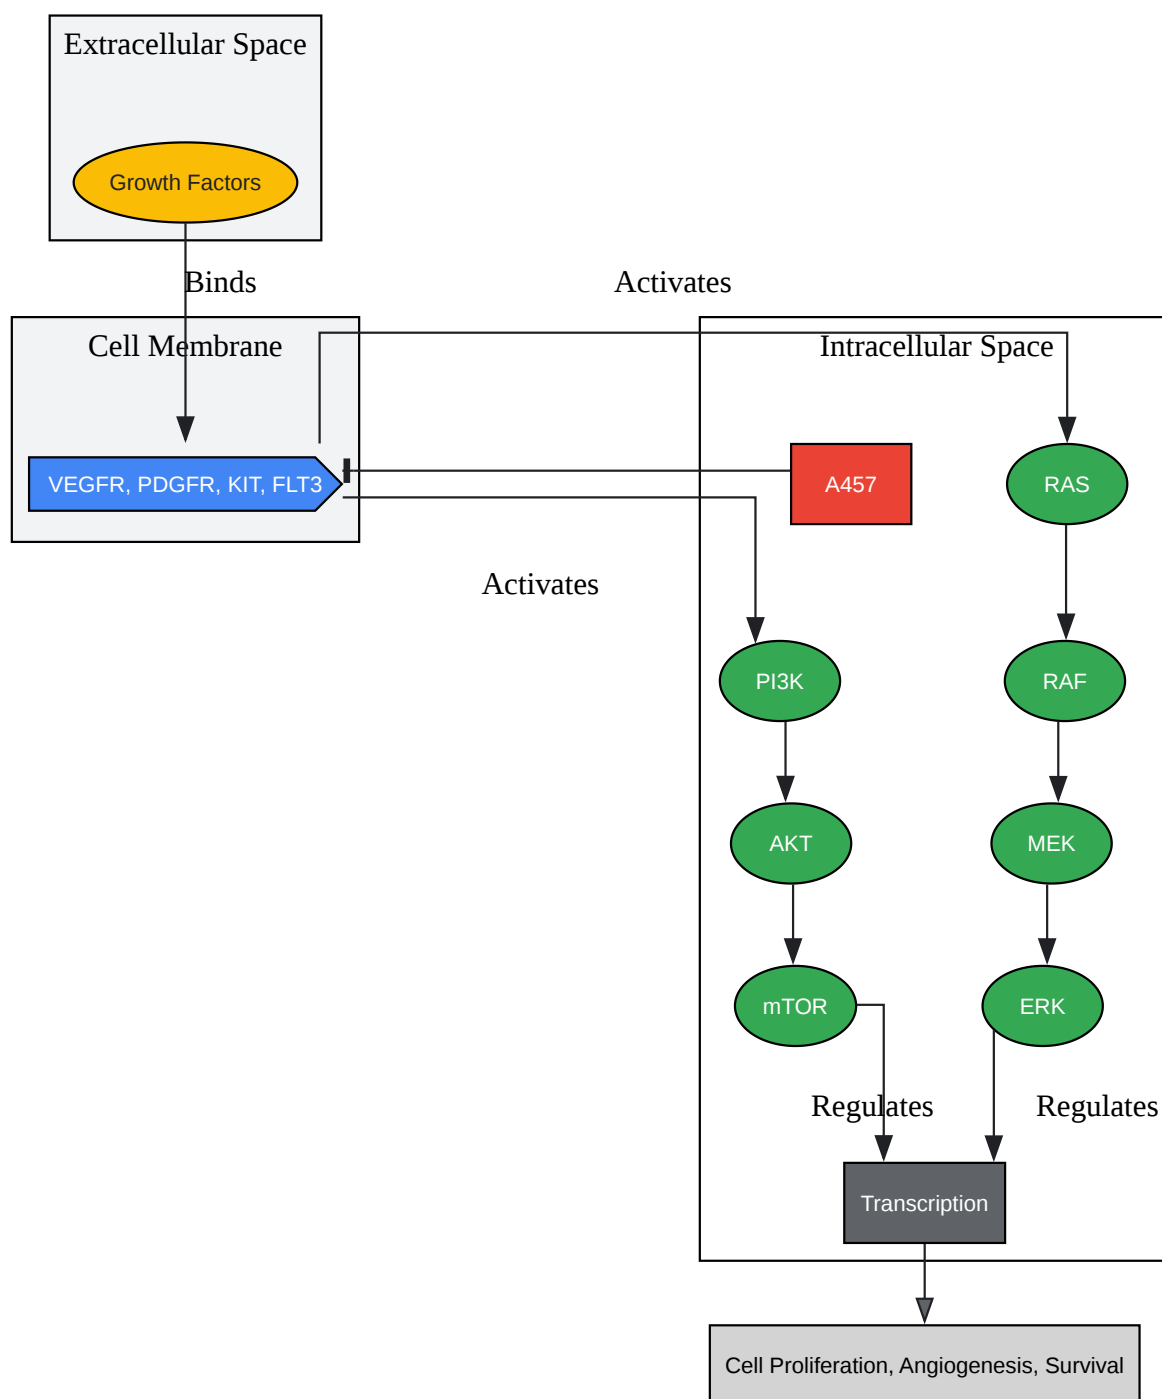 Extracellular Space
Growth Factors
Binds
Activates
Cell Membrane
Intracellular Space
VEGFR, PDGFR, KIT, FLT3
A457
RAS
Activates
PI3K
RAF
AKT
MEK
mTOR
ERK
Regulates
Regulates
Transcription
Cell Proliferation, Angiogenesis, Survival